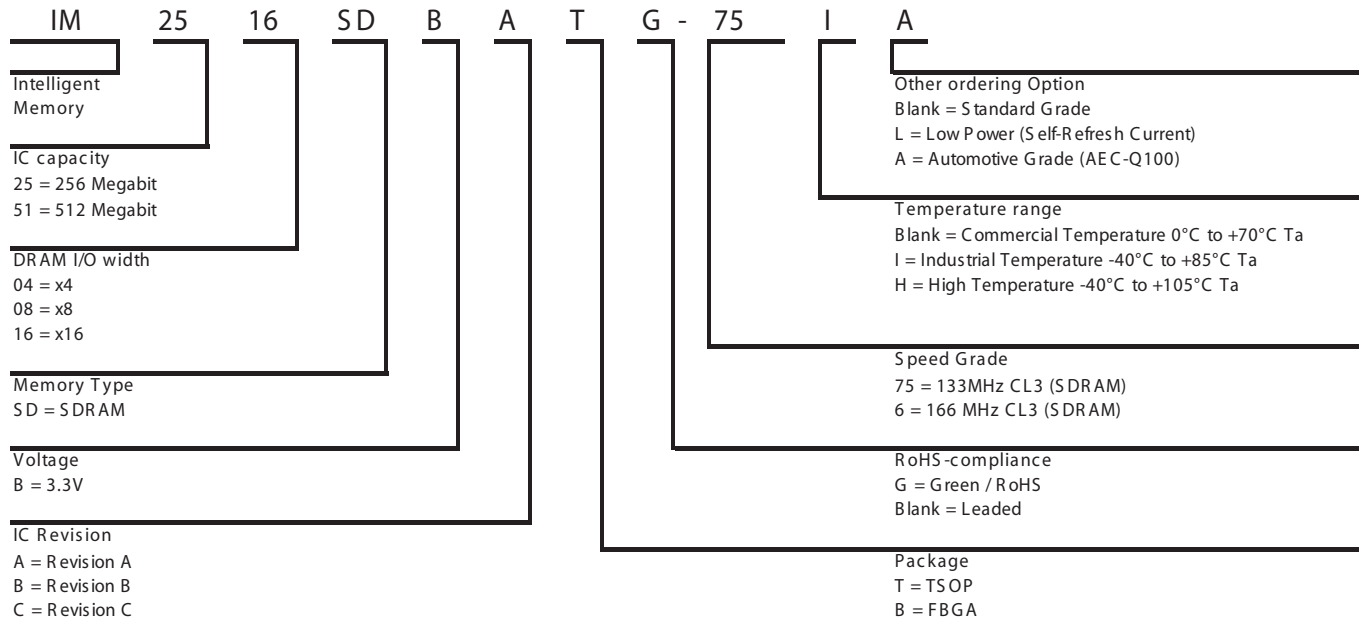 IM 25 16 SD B A T G - 75 I A
Intelligent
Memory
IC capacity
25 = 256 Megabit
51 = 512 Megabit
DRAM I/O width
04 = x4
08 = x8
16 = x16
Memory Type
SD = SDRAM
Voltage
B = 3.3V
IC Revision
A = Revision A
B = Revision B
C = Revision C
Other ordering Option
Blank = Standard Grade
L = Low Power (Self-Refresh Current)
A = Automotive Grade (AEC-Q100)
Temperature range
Blank = Commercial Temperature 0°C to +70°C Ta
I = Industrial Temperature -40°C to +85°C Ta
H = High Temperature -40°C to +105°C Ta
Speed Grade
75 = 133MHz CL3 (SDRAM)
6 = 166 MHz CL3 (SDRAM)
RoHS-compliance
G = Green / RoHS
Blank = Leaded
Package
T = TSOP
B = FBGA